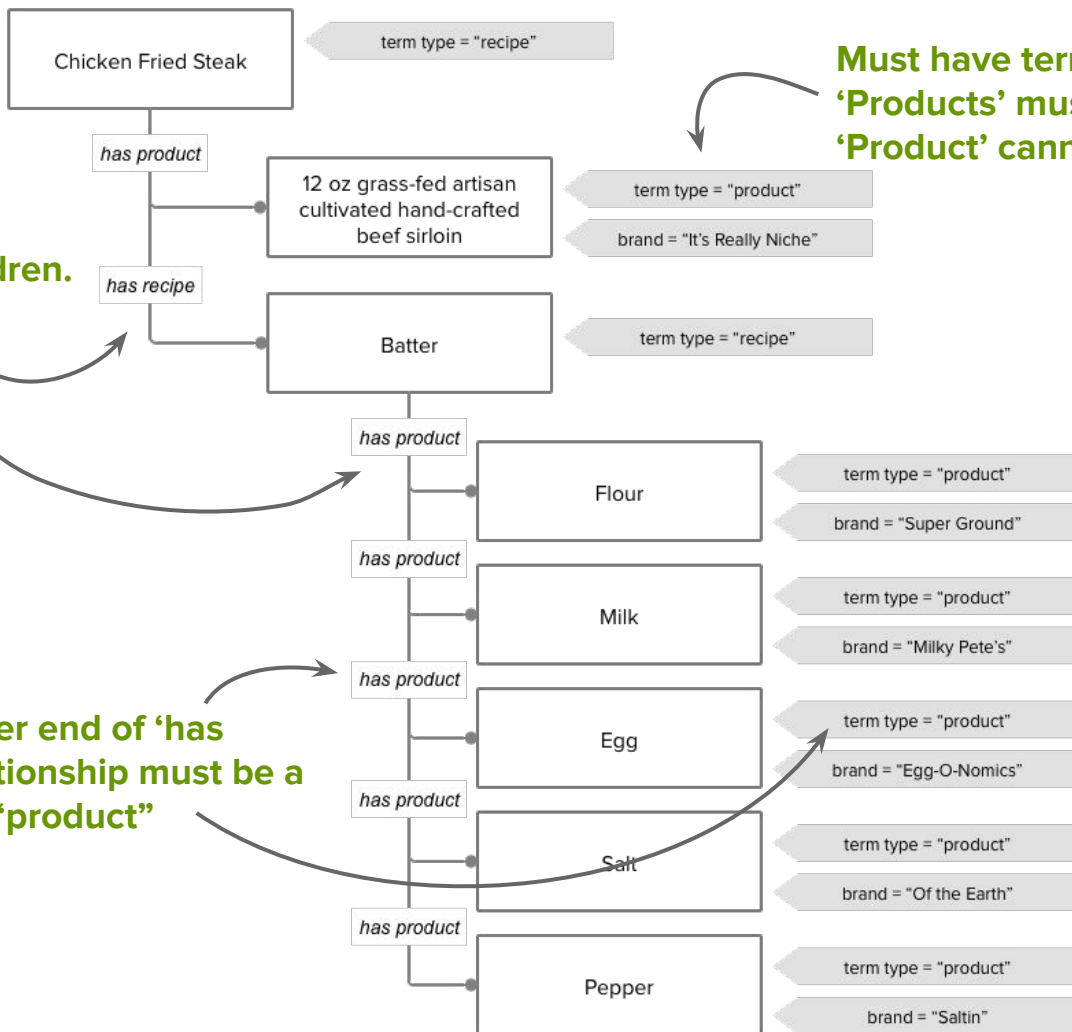 Chicken Fried Steak
term type = “recipe”
Must have ter
‘Products’ mus
‘Product’ cann
has product
12 oz grass-fed artisan
cultivated hand-crafted
beef sirloin
term type = “product”
brand = “It’s Really Niche”
dren.
has recipe
Batter
term type = “recipe”
has product
Flour
term type = “product”
brand = “Super Ground”
has product
Milk
term type = “product”
brand = “Milky Pete’s”
has product
er end of ‘has
tionship must be a
“product”
Egg
term type = “product”
brand = “Egg-O-Nomics”
has product
Salt
term type = “product”
brand = “Of the Earth”
has product
Pepper
term type = “product”
brand = “Saltin”